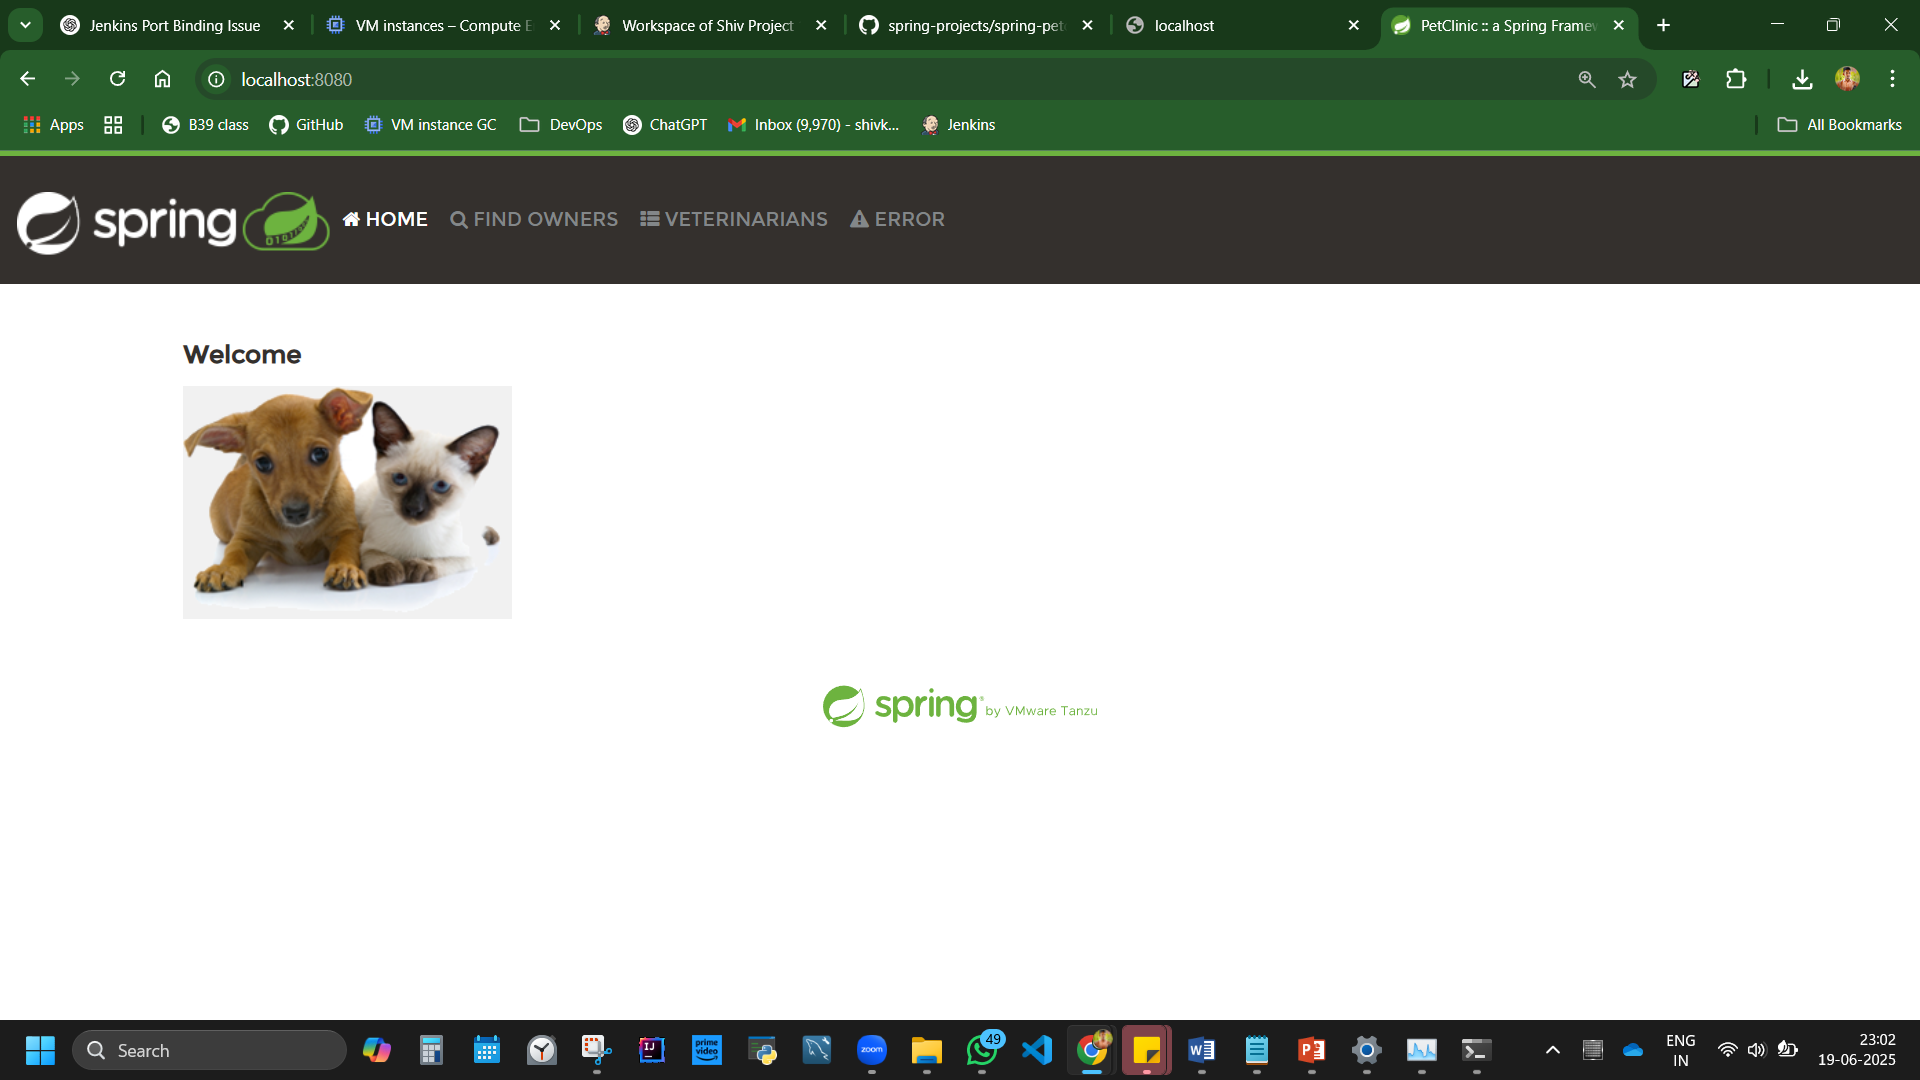 Jenkins Port Binding Issue
VM instances – Compute E
Workspace of Shiv Project
spring-projects/spring-pet
localhost
PetClinic :: a Spring Framew
localhost:8080
Apps
B39 class
GitHub
VM instance GC
DevOps
ChatGPT
Inbox (9,970) - shivk...
Jenkins
All Bookmarks
spring
HOME
FIND OWNERS
VETERINARIANS
ERROR
Welcome
spring by VMware Tanzu
Search
prime video
zoom
49
ENG
IN
23:02
19-06-2025